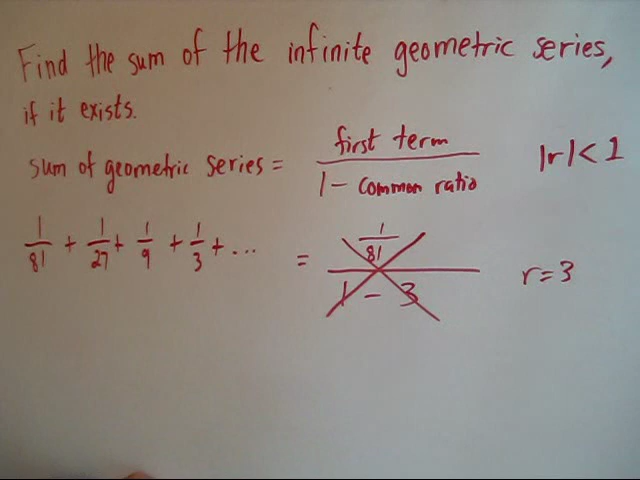 Find the sum of the infinite geometric series,
if it exists.
sum of geometric series = first term / 1 - common ratio |r| < 1
1/81 + 1/27 + 1/9 + 1/3 + ... = 1/81 / 1 - 3 r = 3